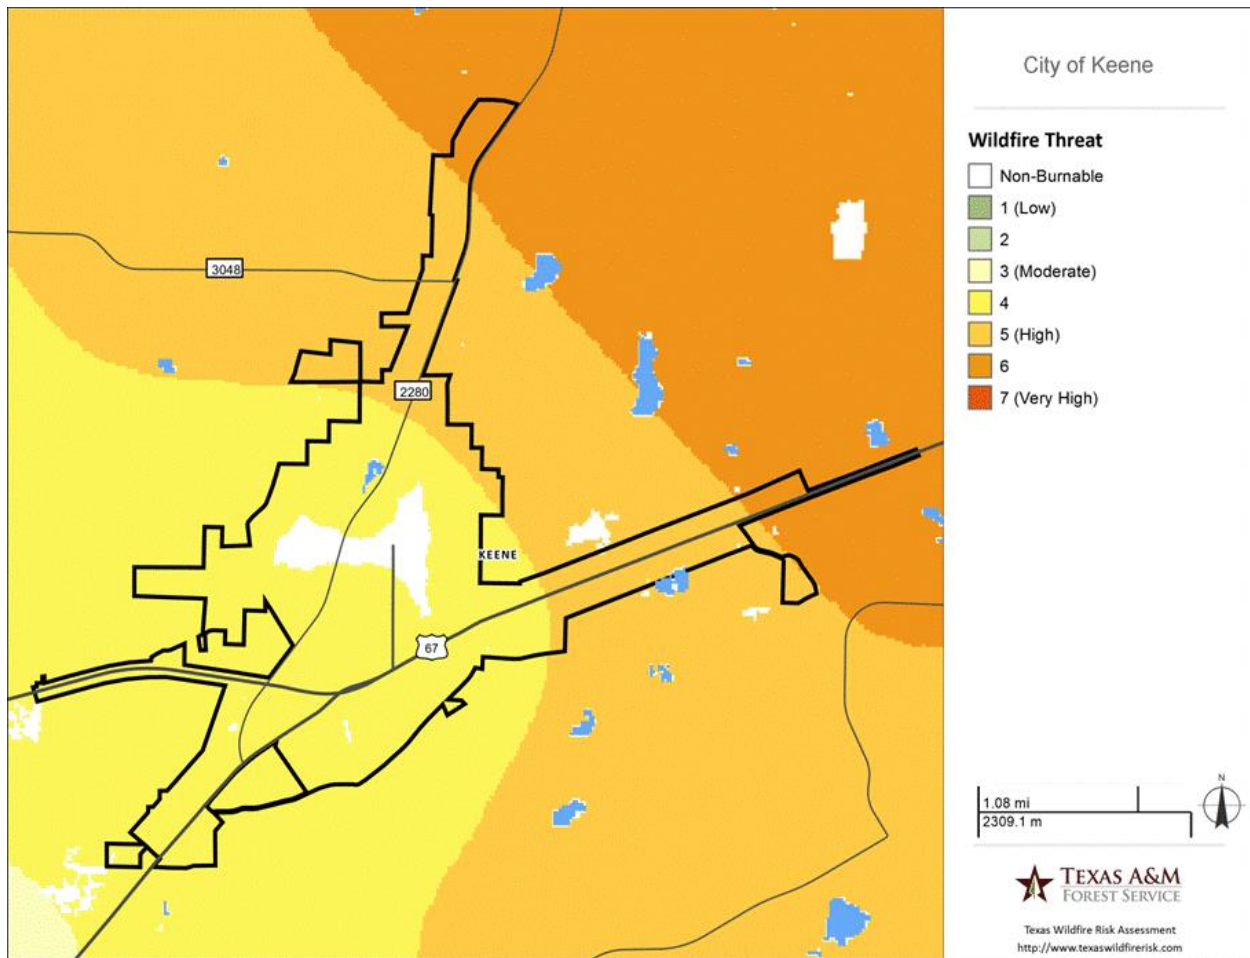 City of Keene
Wildfire Threat
Non-Burnable
1 (Low)
2
3 (Moderate)
4
5 (High)
6
7 (Very High)
3048
2280
KEENE
67
N
1.08 mi
2309.1 m
TEXAS A&M
FOREST SERVICE
Texas Wildfire Risk Assessment
http://www.texaswildfirerisk.com